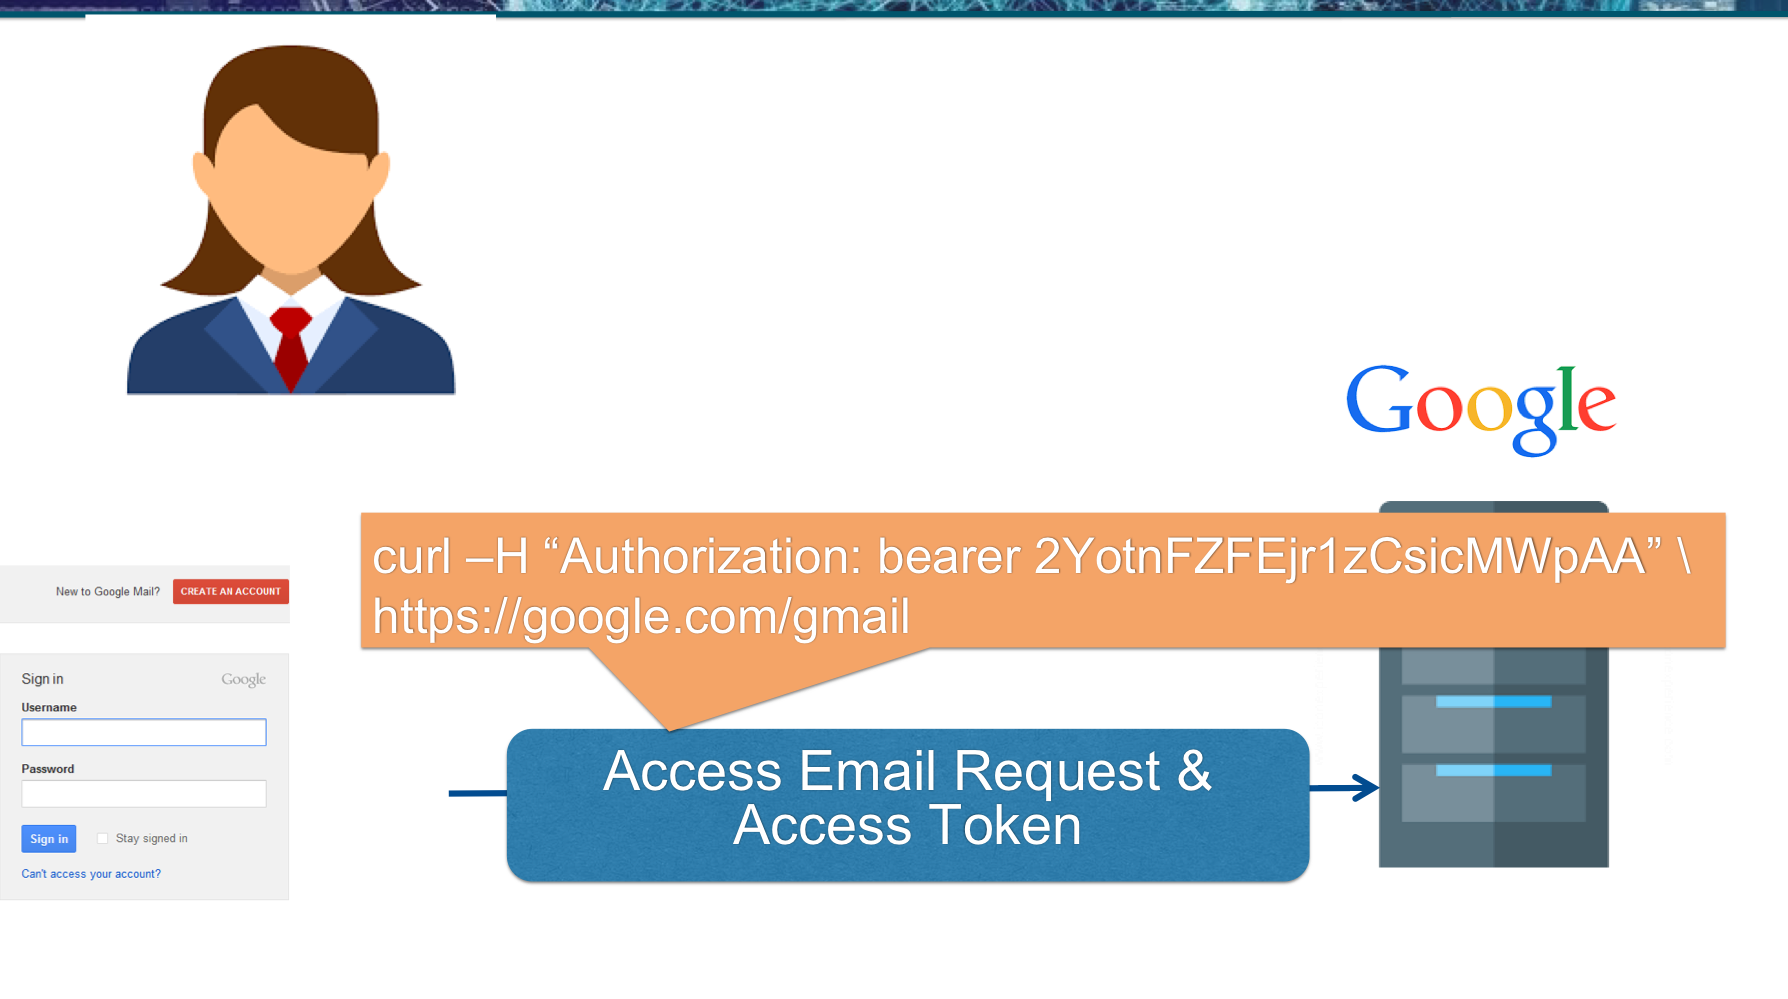 Google
curl –H “Authorization: bearer 2YotnFZFEjr1zCsicMWpAA” \
https://google.com/gmail
New to Google Mail? CREATE AN ACCOUNT
Sign in Google
Username
Password
Sign in Stay signed in
Can't access your account?
Access Email Request &
Access Token